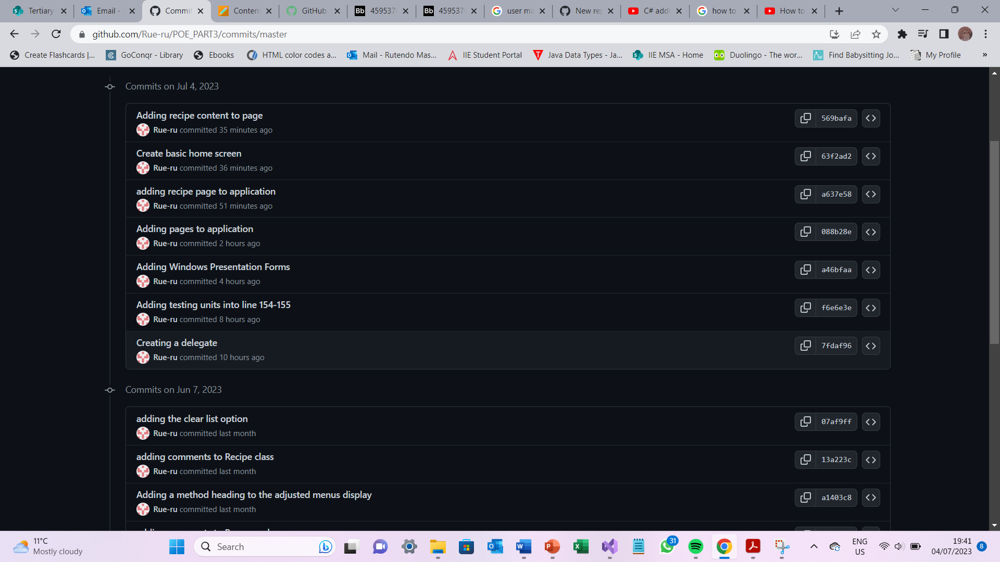 Tertiary
Email -
Commit
Content
GitHub
Bb 459537
Bb 459537
user ma
New rep
C# addi
how to
How to
github.com/Rue-ru/POE_PART3/commits/master
Create Flashcards |...
GoConqr - Library
Ebooks
HTML color codes a...
Mail - Rutendo Mas...
IIE Student Portal
Java Data Types - Ja...
IIE MSA - Home
Duolingo - The wor...
Find Babysitting Jo...
My Profile
»
Commits on Jul 4, 2023
Adding recipe content to page
569bafa
Rue-ru committed 35 minutes ago
Create basic home screen
63f2ad2
Rue-ru committed 36 minutes ago
adding recipe page to application
a637e58
Rue-ru committed 51 minutes ago
Adding pages to application
088b28e
Rue-ru committed 2 hours ago
Adding Windows Presentation Forms
a46bfaa
Rue-ru committed 4 hours ago
Adding testing units into line 154-155
f6e6e3e
Rue-ru committed 8 hours ago
Creating a delegate
7fdaf96
Rue-ru committed 10 hours ago
Commits on Jun 7, 2023
adding the clear list option
07af9ff
Rue-ru committed last month
adding comments to Recipe class
13a223c
Rue-ru committed last month
Adding a method heading to the adjusted menus display
a1403c8
Rue-ru committed last month
11°C
Mostly cloudy
Search
31
ENG
US
19:41
04/07/2023
8